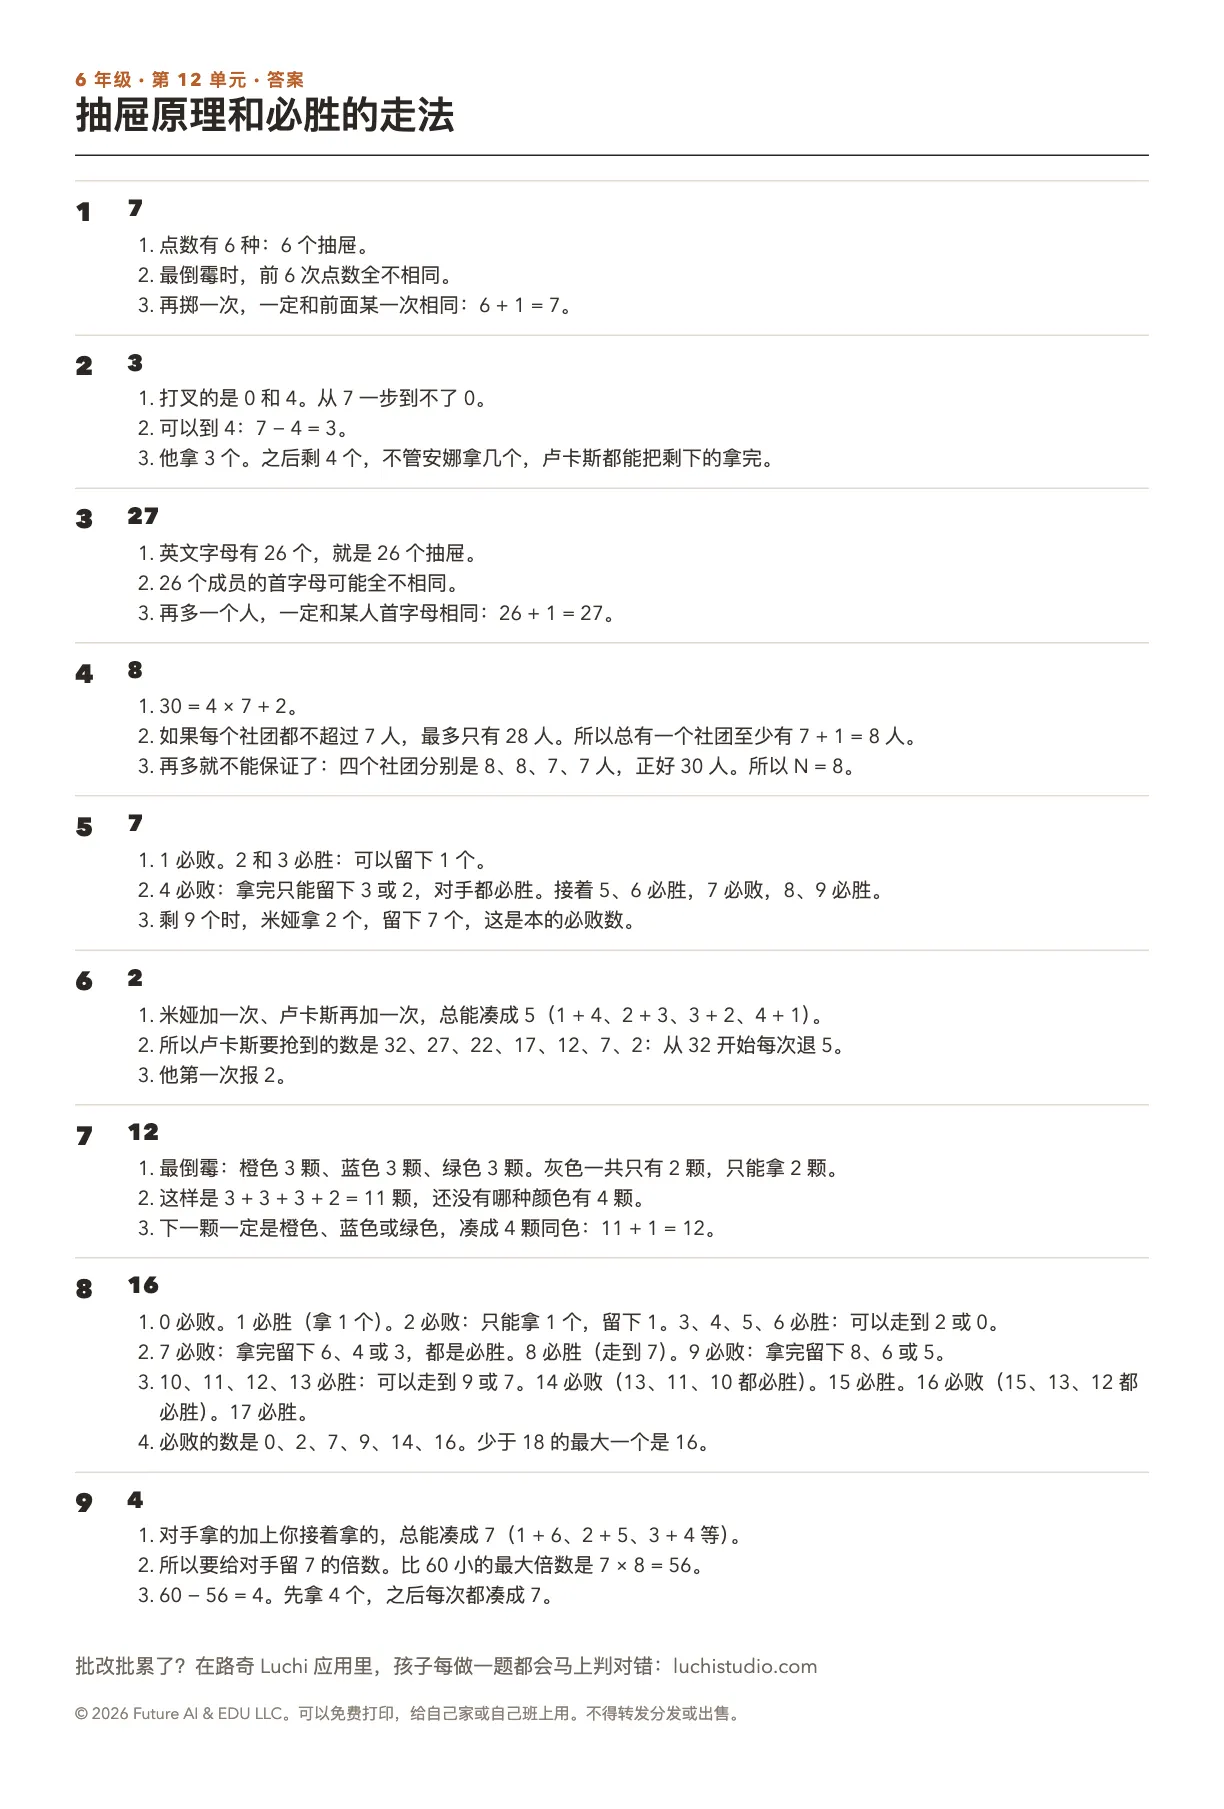 6 年级 · 第 12 单元 · 答案
抽屉原理和必胜的走法
1 7
1. 点数有 6 种：6 个抽屉。
2. 最倒霉时，前 6 次点数全不相同。
3. 再掷一次，一定和前面某一次相同：6 + 1 = 7。
2 3
1. 打叉的是 0 和 4。从 7 一步到不了 0。
2. 可以到 4：7 − 4 = 3。
3. 他拿 3 个。之后剩 4 个，不管安娜拿几个，卢卡斯都能把剩下的拿完。
3 27
1. 英文字母有 26 个，就是 26 个抽屉。
2. 26 个成员的首字母可能全不相同。
3. 再多一个人，一定和某人首字母相同：26 + 1 = 27。
4 8
1. 30 = 4 × 7 + 2。
2. 如果每个社团都不超过 7 人，最多只有 28 人。所以总有一个社团至少有 7 + 1 = 8 人。
3. 再多就不能保证了：四个社团分别是 8、8、7、7 人，正好 30 人。所以 N = 8。
5 7
1. 1 必败。2 和 3 必胜：可以留下 1 个。
2. 4 必败：拿完只能留下 3 或 2，对手都必胜。接着 5、6 必胜，7 必败，8、9 必胜。
3. 剩 9 个时，米娅拿 2 个，留下 7 个，这是本的必败数。
6 2
1. 米娅加一次、卢卡斯再加一次，总能凑成 5（1 + 4、2 + 3、3 + 2、4 + 1）。
2. 所以卢卡斯要抢到的数是 32、27、22、17、12、7、2：从 32 开始每次退 5。
3. 他第一次报 2。
7 12
1. 最倒霉：橙色 3 颗、蓝色 3 颗、绿色 3 颗。灰色一共只有 2 颗，只能拿 2 颗。
2. 这样是 3 + 3 + 3 + 2 = 11 颗，还没有哪种颜色有 4 颗。
3. 下一颗一定是橙色、蓝色或绿色，凑成 4 颗同色：11 + 1 = 12。
8 16
1. 0 必败。1 必胜（拿 1 个）。2 必败：只能拿 1 个，留下 1。3、4、5、6 必胜：可以走到 2 或 0。
2. 7 必败：拿完留下 6、4 或 3，都是必胜。8 必胜（走到 7）。9 必败：拿完留下 8、6 或 5。
3. 10、11、12、13 必胜：可以走到 9 或 7。14 必败（13、11、10 都必胜）。15 必胜。16 必败（15、13、12 都
必胜）。17 必胜。
4. 必败的数是 0、2、7、9、14、16。少于 18 的最大一个是 16。
9 4
1. 对手拿的加上你接着拿的，总能凑成 7（1 + 6、2 + 5、3 + 4 等）。
2. 所以要给对手留 7 的倍数。比 60 小的最大倍数是 7 × 8 = 56。
3. 60 − 56 = 4。先拿 4 个，之后每次都凑成 7。
批改批累了？在路奇 Luchi 应用里，孩子每做一题都会马上判对错：luchistudio.com
© 2026 Future AI & EDU LLC。可以免费打印，给自己家或自己班上用。不得转发分发或出售。